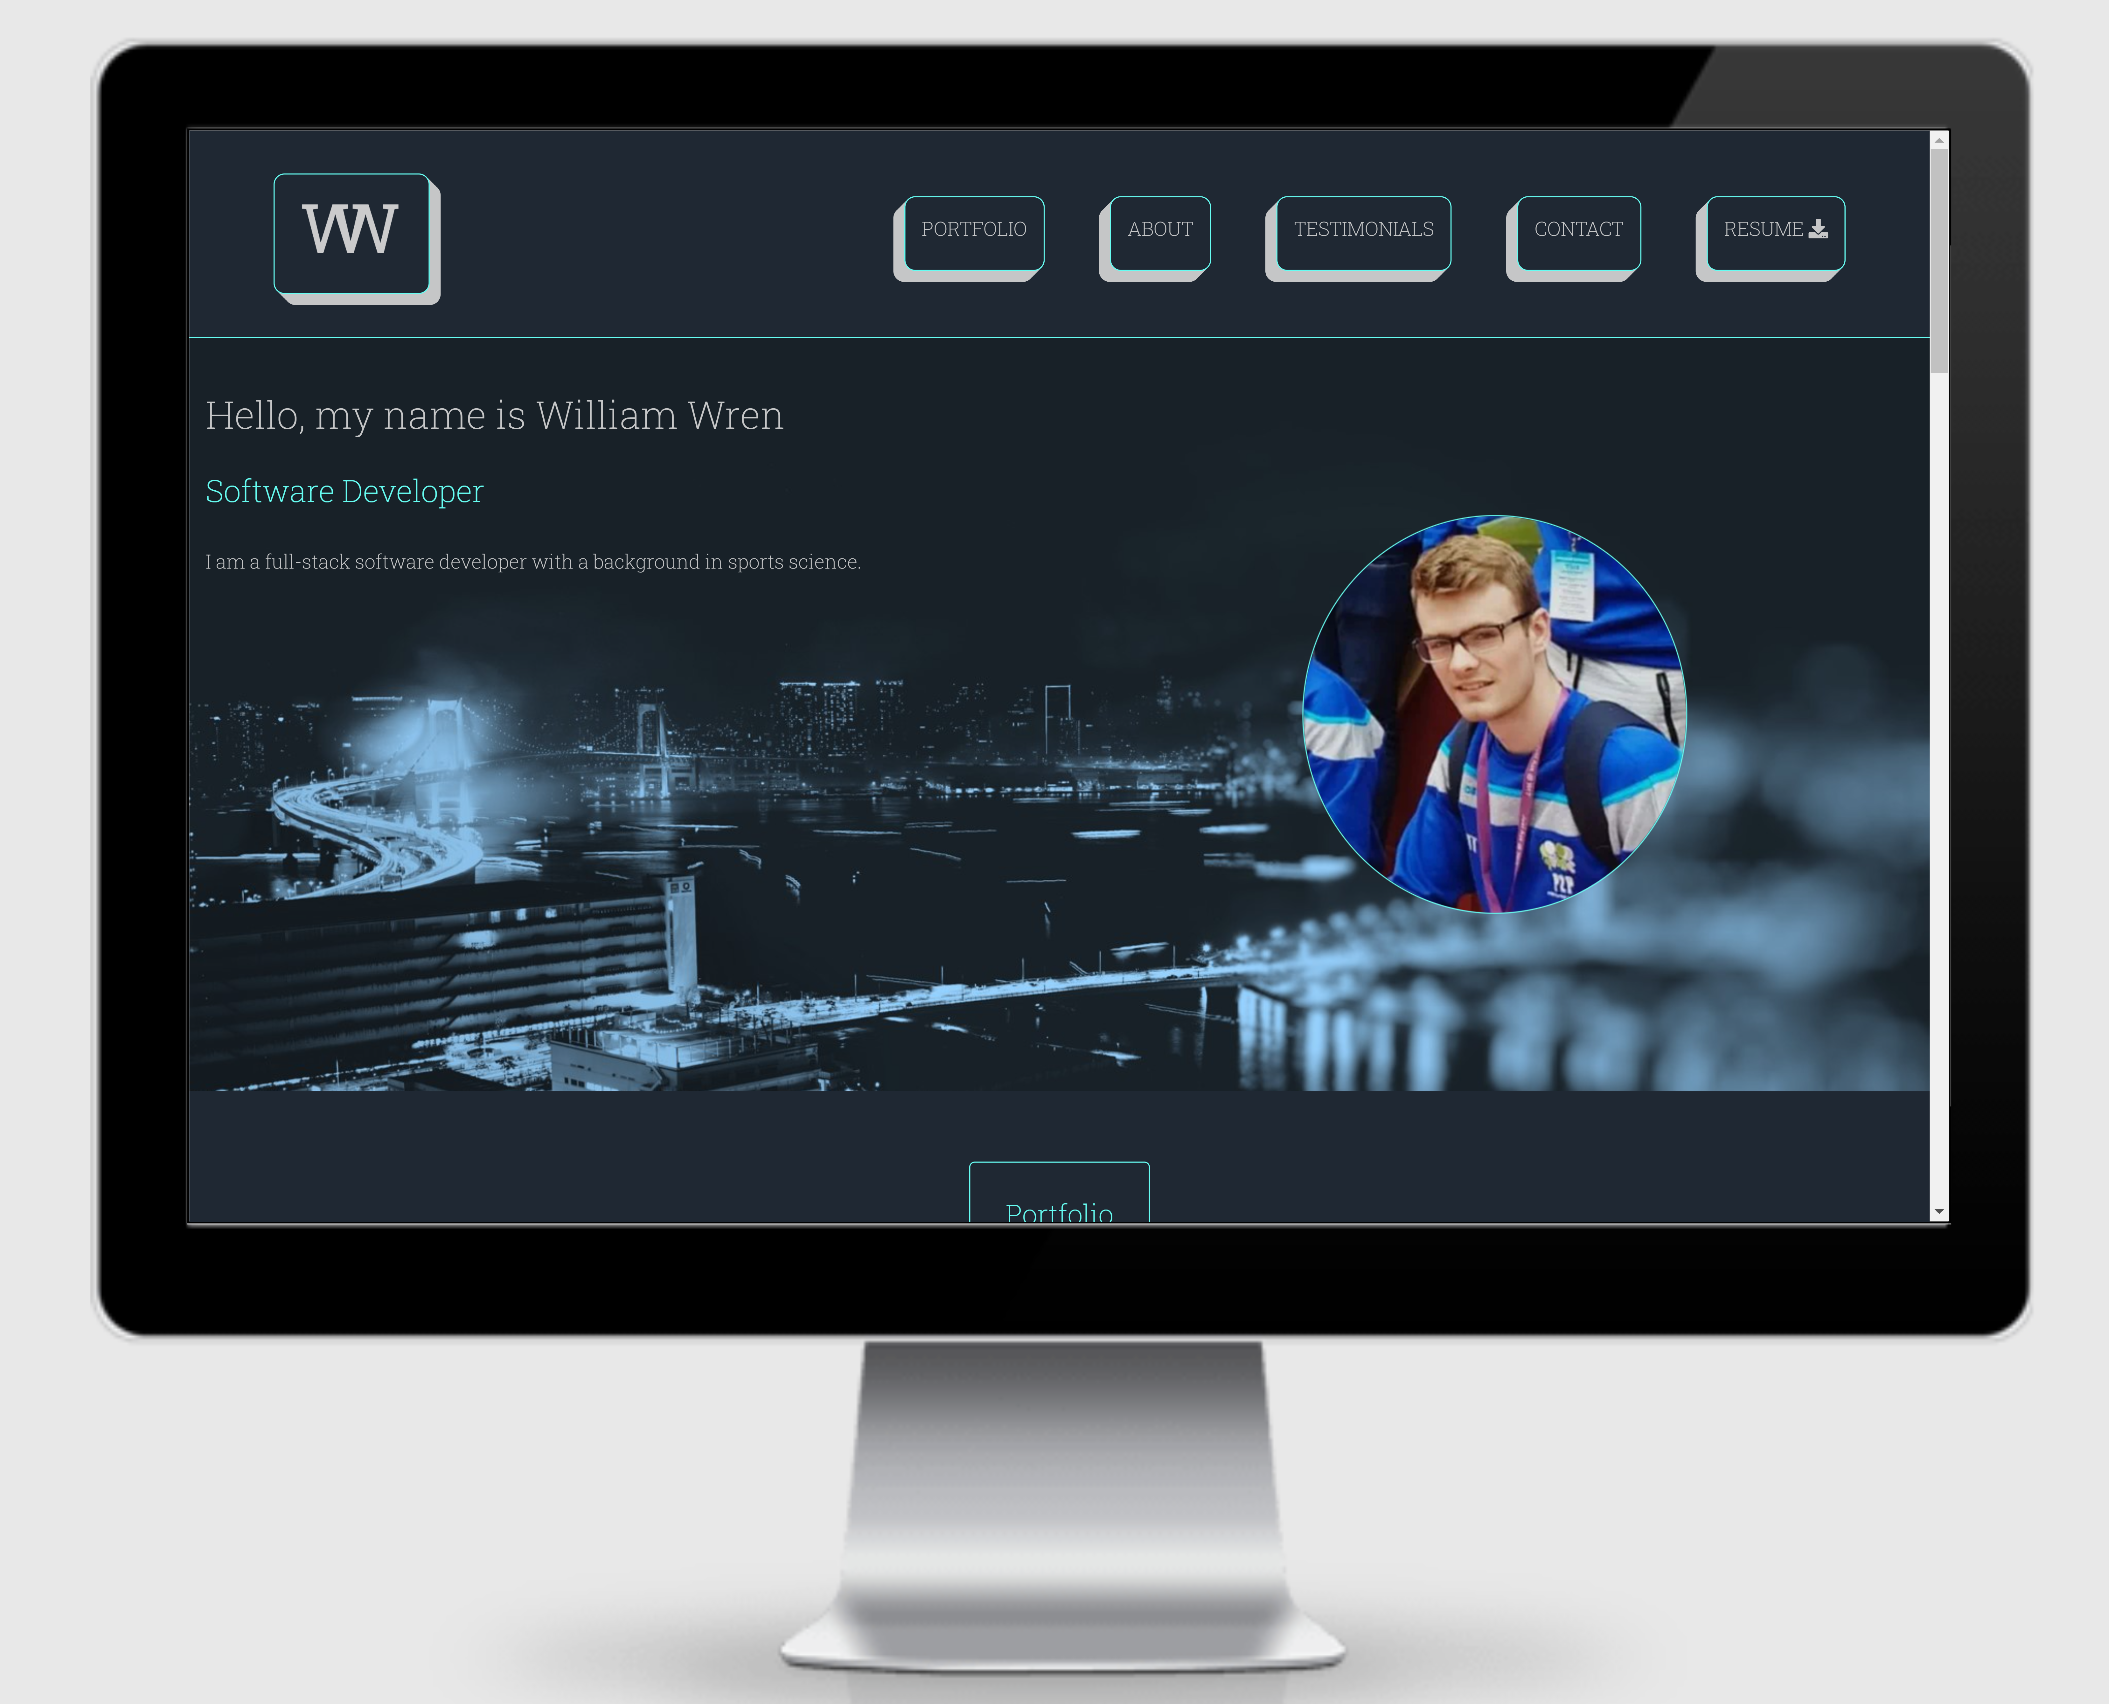 WW
PORTFOLIO
ABOUT
TESTIMONIALS
CONTACT
RESUME
Hello, my name is William Wren
Software Developer
I am a full-stack software developer with a background in sports science.
Portfolio